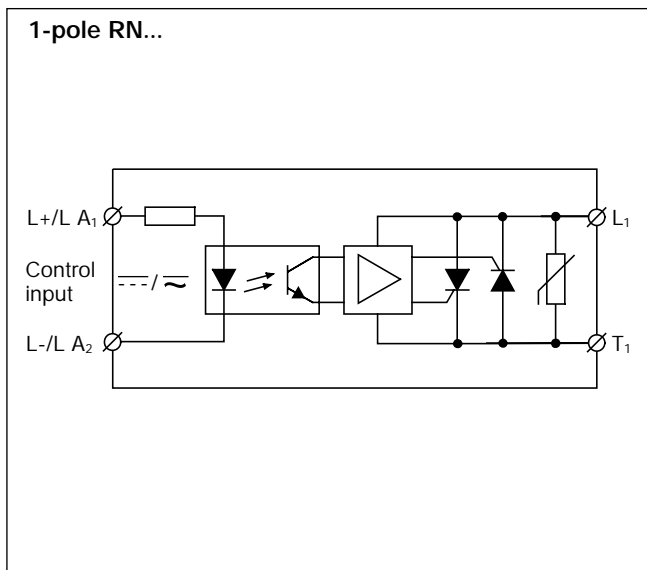 1-pole RN...
L+/L A₁
L₁
Control
input
L-/L A₂
T₁